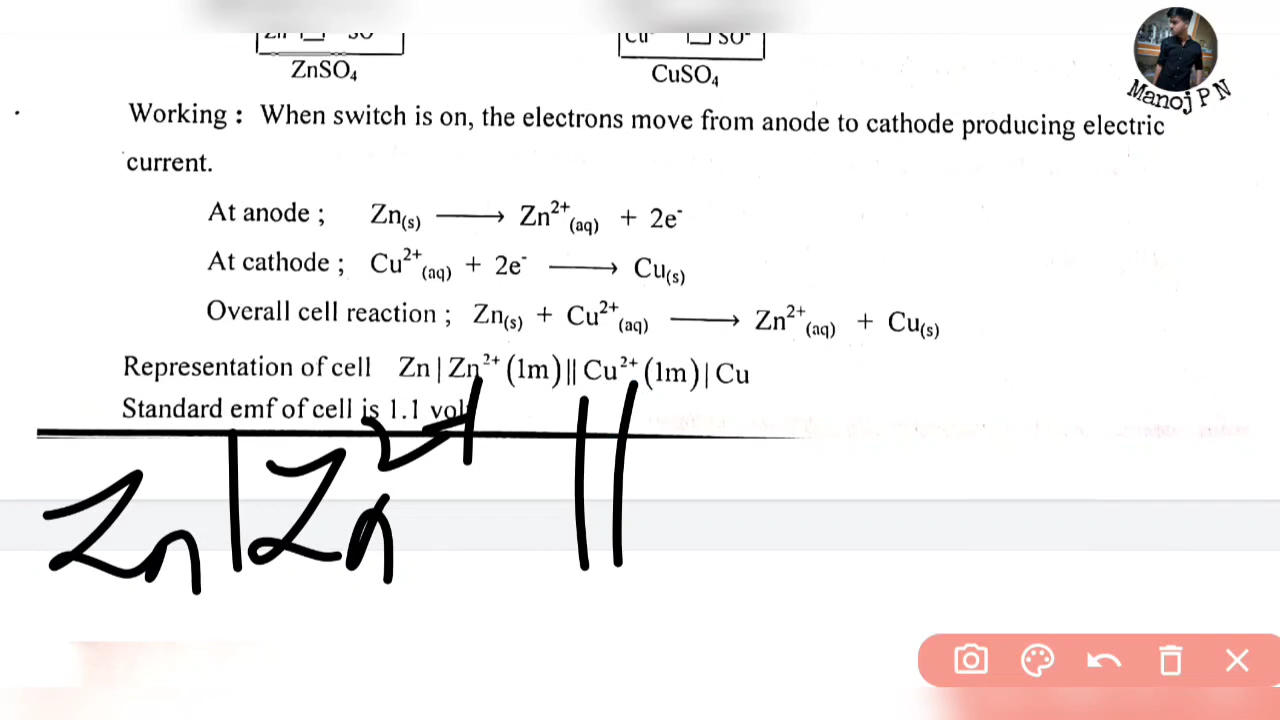 ZnSO₄ CuSO₄
Manoj P N
Working : When switch is on, the electrons move from anode to cathode producing electric
current.
At anode ; Zn(s) ⟶ Zn²⁺(aq) + 2e⁻
At cathode ; Cu²⁺(aq) + 2e⁻ ⟶ Cu(s)
Overall cell reaction ; Zn(s) + Cu²⁺(aq) ⟶ Zn²⁺(aq) + Cu(s)
Representation of cell Zn | Zn²⁺ (1m) || Cu²⁺ (1m) | Cu
Standard emf of cell is 1.1
Zn | Zn²⁺ ||